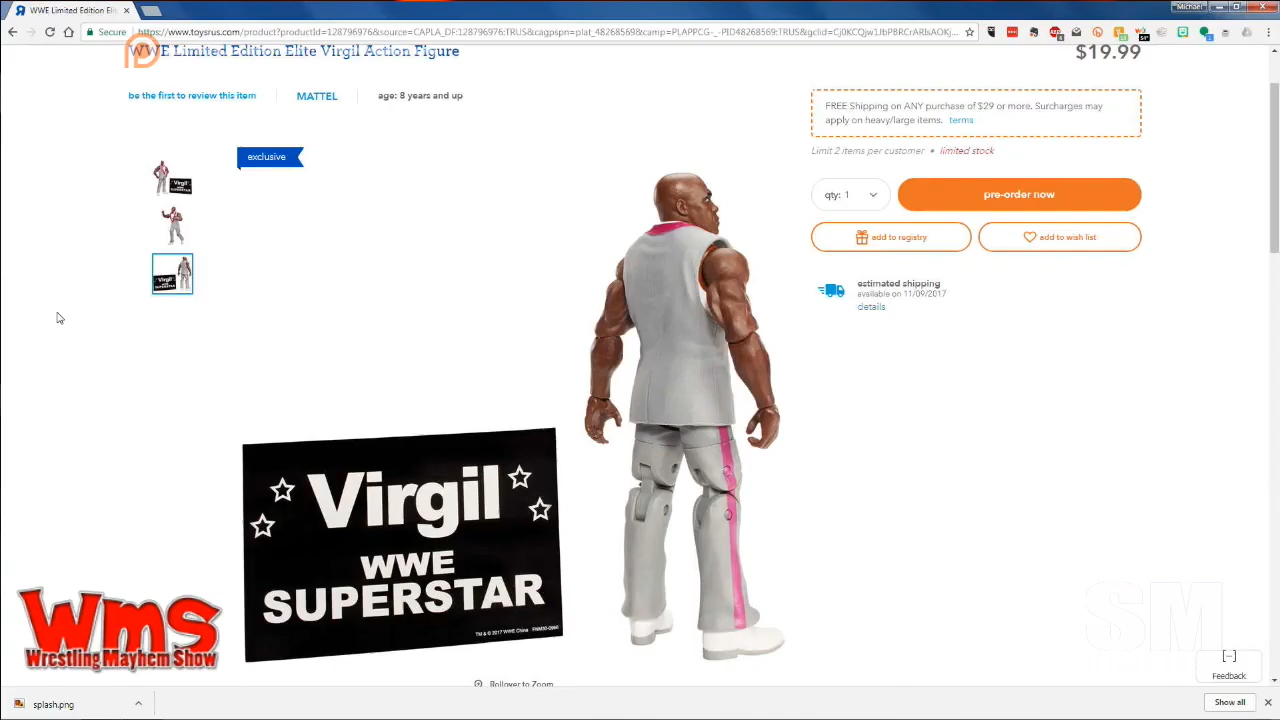 WWE Limited Edition Elit
Michael
Secure
https://www.toysrus.com/product?productId=128796976&source=CAPLA_DF:128796976:TRUS&cagpspn=plat_48268569&camp=PLAPPCG-_-PID48268569:TRUS&gclid=Cj0KCQjw1JbPBRCrARIsAOKj...
WWE Limited Edition Elite Virgil Action Figure
$19.99
be the first to review this item
MATTEL
age: 8 years and up
FREE Shipping on ANY purchase of $29 or more. Surcharges may
apply on heavy/large items. terms
Limit 2 items per customer • limited stock
exclusive
qty: 1
pre-order now
add to registry
add to wish list
estimated shipping
available on 11/09/2017
details
Virgil
WWE
SUPERSTAR
TM & © 2017 WWE China
Wms
Wrestling Mayhem Show
SM
Rollover to Zoom
Feedback
splash.png
Show all